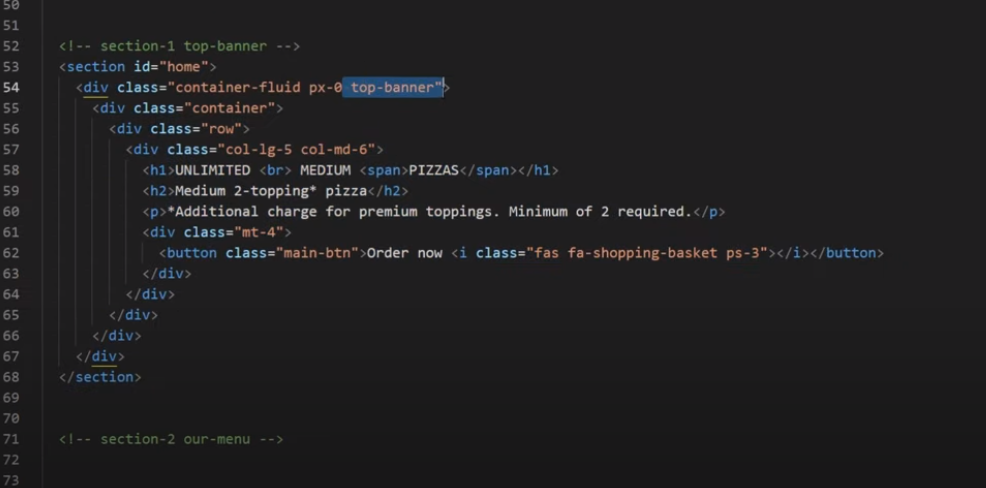 50
51
52 <!-- section-1 top-banner -->
53 <section id="home">
54 <div class="container-fluid px-0 top-banner">
55 <div class="container">
56 <div class="row">
57 <div class="col-lg-5 col-md-6">
58 <h1>UNLIMITED <br> MEDIUM <span>PIZZAS</span></h1>
59 <h2>Medium 2-topping* pizza</h2>
60 <p>*Additional charge for premium toppings. Minimum of 2 required.</p>
61 <div class="mt-4">
62 <button class="main-btn">Order now <i class="fas fa-shopping-basket ps-3"></i></button>
63 </div>
64 </div>
65 </div>
66 </div>
67 </div>
68 </section>
69
70
71 <!-- section-2 our-menu -->
72
73